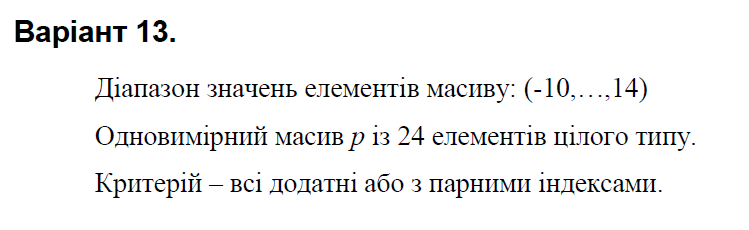 Варіант 13.
Діапазон значень елементів масиву: (-10,…,14)
Одновимірний масив p із 24 елементів цілого типу.
Критерій – всі додатні або з парними індексами.